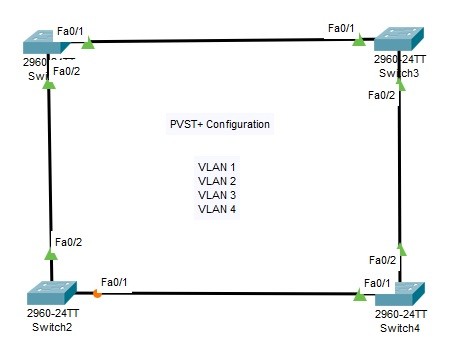 Fa0/1
Fa0/1
2960-24TT
Fa0/2
2960-24TT
Switch3
Fa0/2
PVST+ Configuration
VLAN 1
VLAN 2
VLAN 3
VLAN 4
Fa0/2
Fa0/2
Fa0/1
Fa0/1
2960-24TT
Switch2
2960-24TT
Switch4